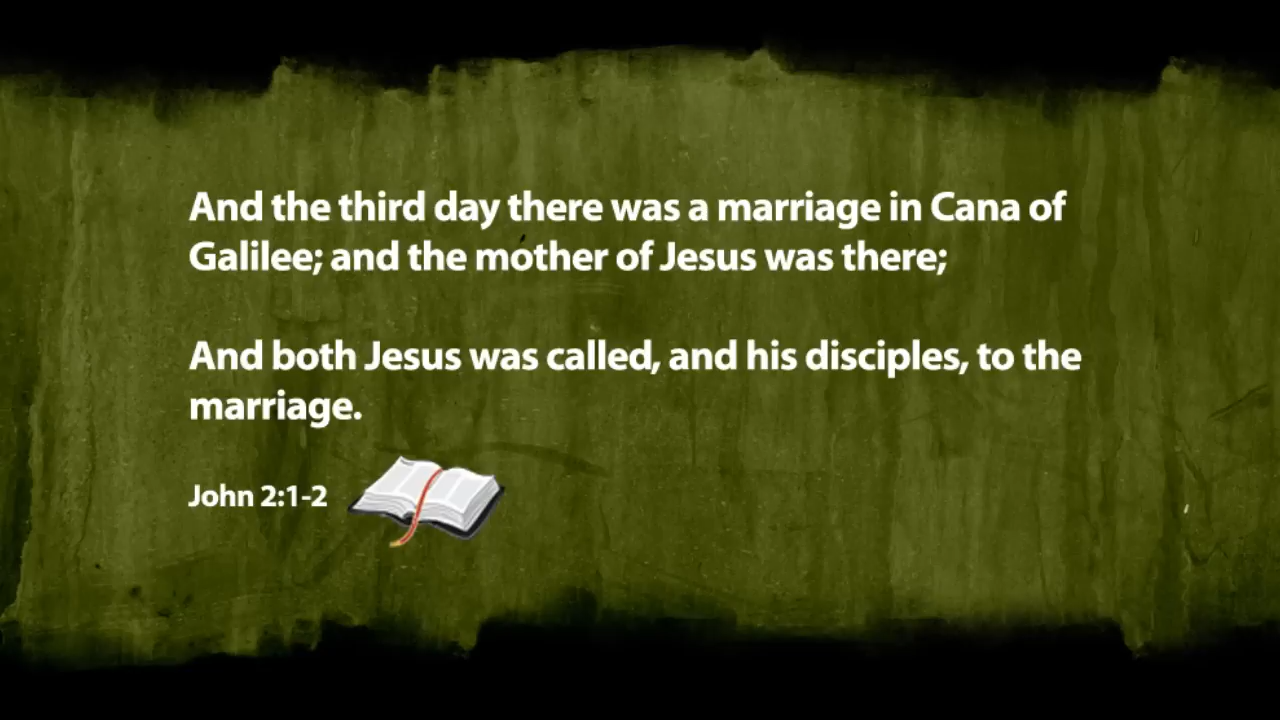 And the third day there was a marriage in Cana of
Galilee; and the mother of Jesus was there;
And both Jesus was called, and his disciples, to the
marriage.
John 2:1-2